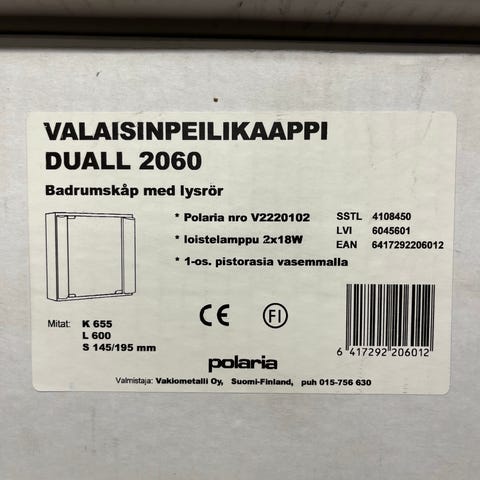 VALAISINPEILIKAAPPI
DUALL 2060
Badrumskåp med lysrör
* Polaria nro V2220102
* loistelamppu 2x18W
* 1-os. pistorasia vasemmalla
SSTL 4108450
LVI 6045601
EAN 6417292206012
Mitat: K 655
L 600
S 145/195 mm
CE
FI
6 417292 206012
polaria
Valmistaja: Vakiometalli Oy, Suomi-Finland, puh 015-756 630